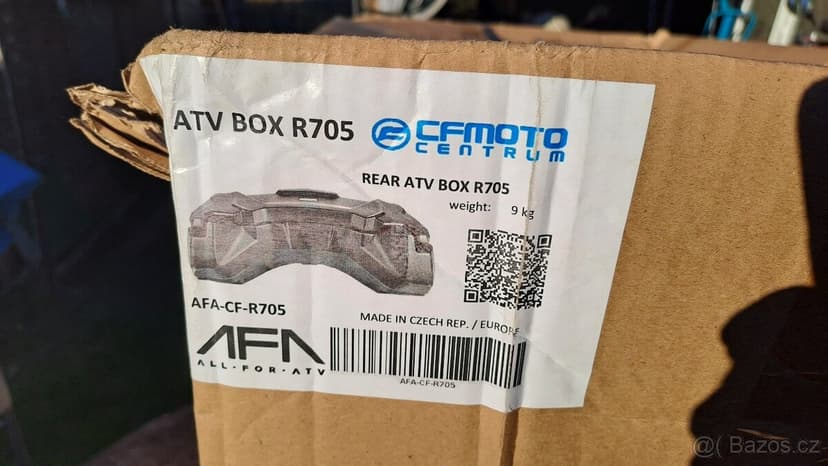 ATV BOX R705
CFMOTO
CENTRUM
REAR ATV BOX R705
weight: 9 kg
AFA-CF-R705
MADE IN CZECH REP. / EUROPE
AFA
ALL-FOR-ATV
AFA-CF-R705
@( Bazos.cz